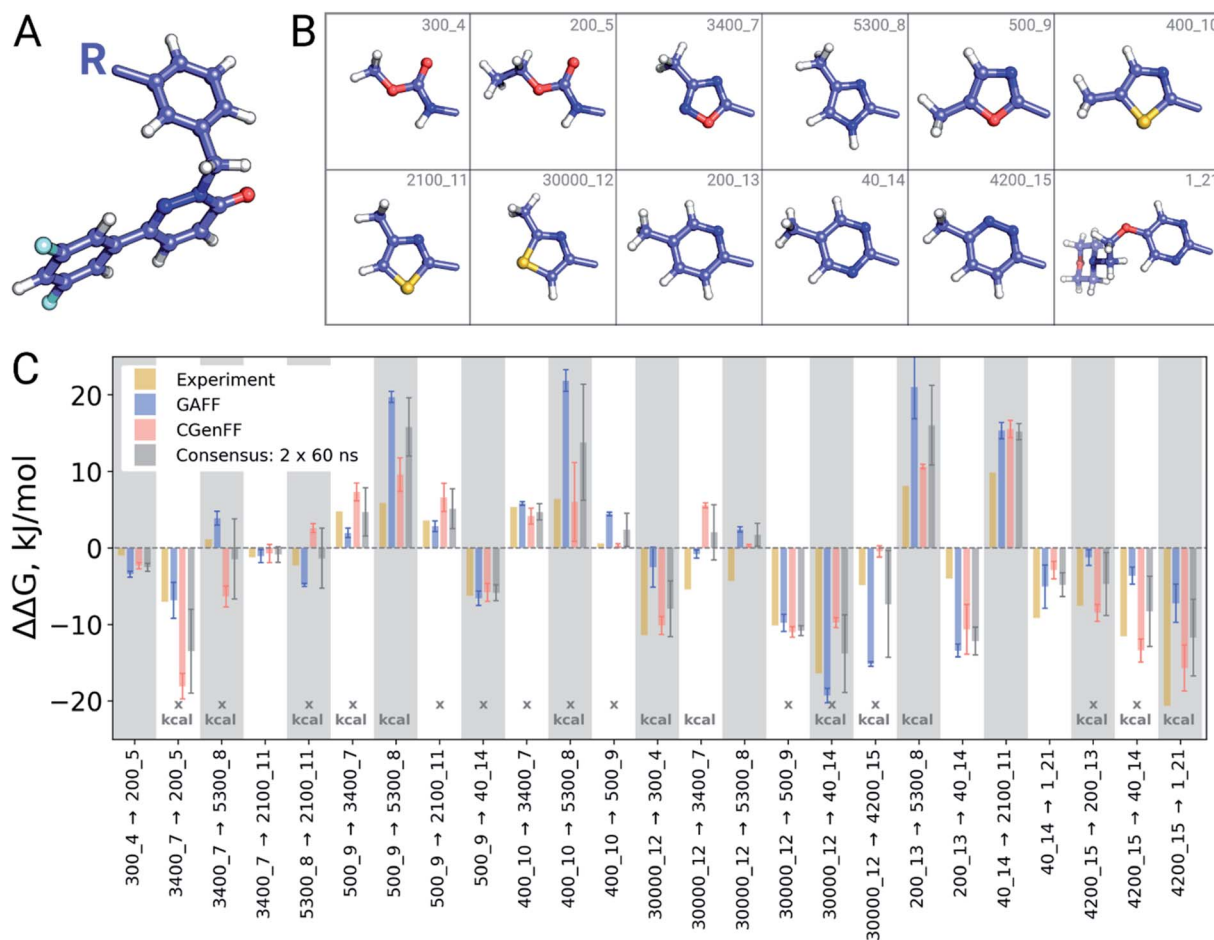 A
R
B
300_4 200_5 3400_7 5300_8 500_9 400_10
2100_11 30000_12 200_13 40_14 4200_15 1_21
C
Experiment
GAFF
CGenFF
Consensus: 2 x 60 ns
ΔΔG, kJ/mol
20
10
0
−10
−20
x x x x x x x x x x x x x x
kcal kcal kcal kcal kcal kcal kcal kcal kcal kcal kcal kcal kcal kcal
300_4 → 200_5
3400_7 → 200_5
3400_7 → 5300_8
3400_7 → 2100_11
5300_8 → 2100_11
500_9 → 3400_7
500_9 → 5300_8
500_9 → 2100_11
500_9 → 40_14
400_10 → 3400_7
400_10 → 5300_8
400_10 → 500_9
30000_12 → 300_4
30000_12 → 3400_7
30000_12 → 5300_8
30000_12 → 500_9
30000_12 → 40_14
30000_12 → 4200_15
200_13 → 5300_8
200_13 → 40_14
40_14 → 2100_11
40_14 → 1_21
4200_15 → 200_13
4200_15 → 40_14
4200_15 → 1_21